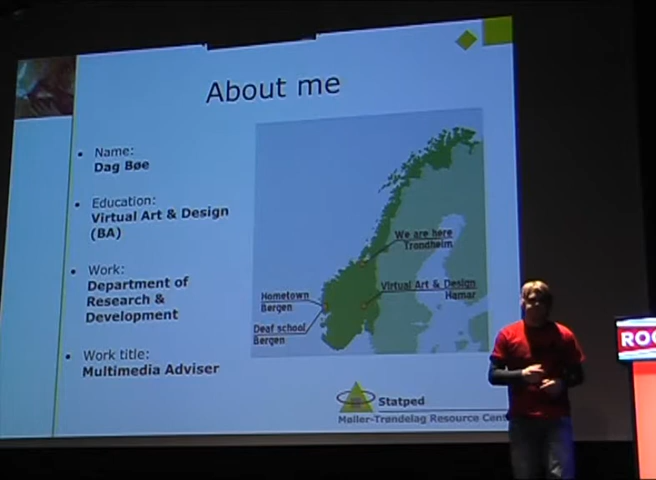 About me
• Name:
Dag Bøe
• Education:
Virtual Art & Design
(BA)
• Work:
Department of
Research &
Development
• Work title:
Multimedia Adviser
We are here
Trondheim
Virtual Art & Design
Hamar
Hometown
Bergen
Deaf school
Bergen
Statped
Møller-Trøndelag Resource Cent
ROO